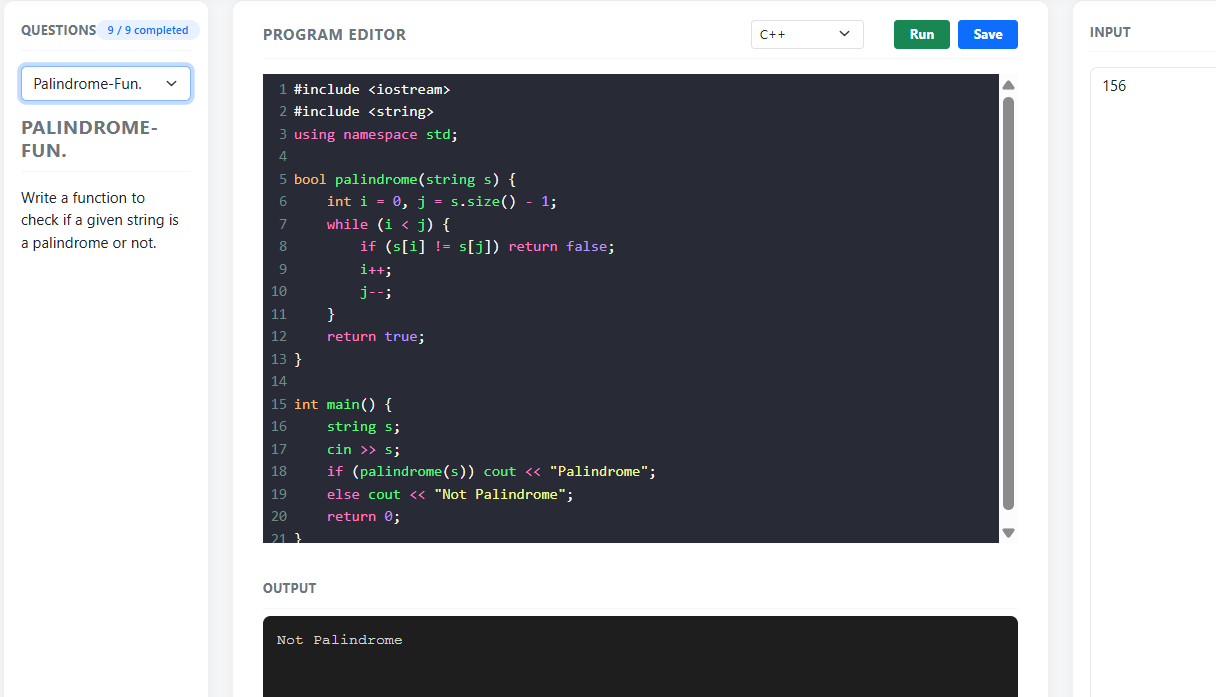 QUESTIONS 9 / 9 completed
Palindrome-Fun.
PALINDROME-
FUN.
Write a function to
check if a given string is
a palindrome or not.
PROGRAM EDITOR
C++
Run
Save
1 #include <iostream>
2 #include <string>
3 using namespace std;
4
5 bool palindrome(string s) {
6     int i = 0, j = s.size() - 1;
7     while (i < j) {
8         if (s[i] != s[j]) return false;
9         i++;
10         j--;
11     }
12     return true;
13 }
14
15 int main() {
16     string s;
17     cin >> s;
18     if (palindrome(s)) cout << "Palindrome";
19     else cout << "Not Palindrome";
20     return 0;
21 }
OUTPUT
Not Palindrome
INPUT
156